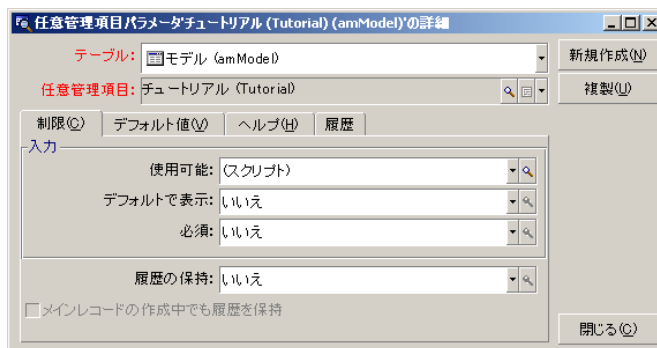 任意管理項目パラメータ'チュートリアル (Tutorial) (amModel)'の詳細
テーブル: モデル (amModel)
新規作成(N)
任意管理項目: チュートリアル (Tutorial)
複製(U)
制限(C) デフォルト値(V) ヘルプ(H) 履歴
入力
使用可能: (スクリプト)
デフォルトで表示: いいえ
必須: いいえ
履歴の保持: いいえ
メインレコードの作成中でも履歴を保持
閉じる(C)